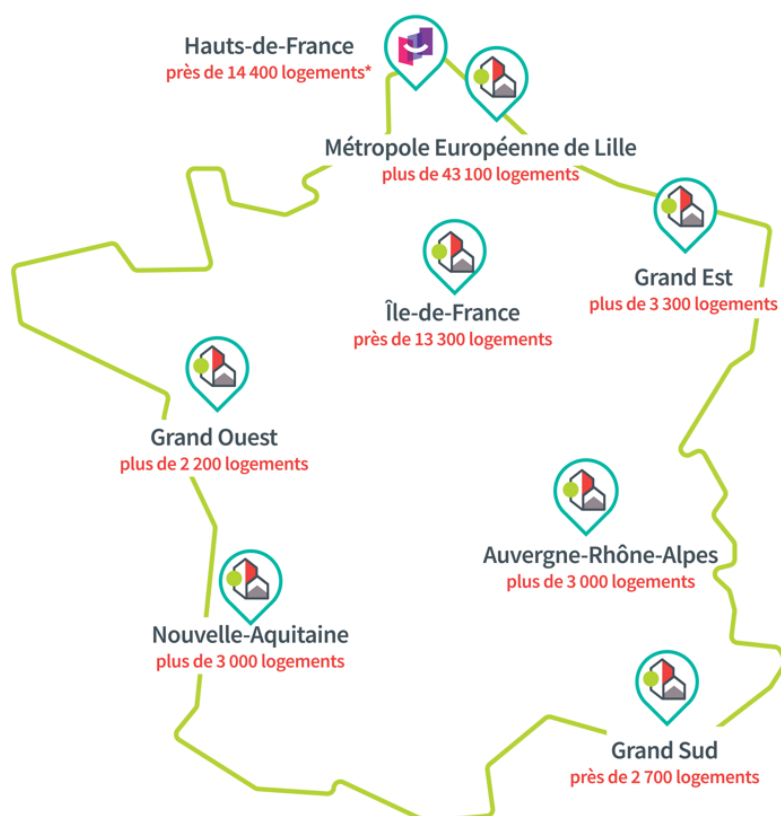 Hauts-de-France
près de 14 400 logements*
Métropole Européenne de Lille
plus de 43 100 logements
Grand Est
plus de 3 300 logements
Île-de-France
près de 13 300 logements
Grand Ouest
plus de 2 200 logements
Auvergne-Rhône-Alpes
plus de 3 000 logements
Nouvelle-Aquitaine
plus de 3 000 logements
Grand Sud
près de 2 700 logements